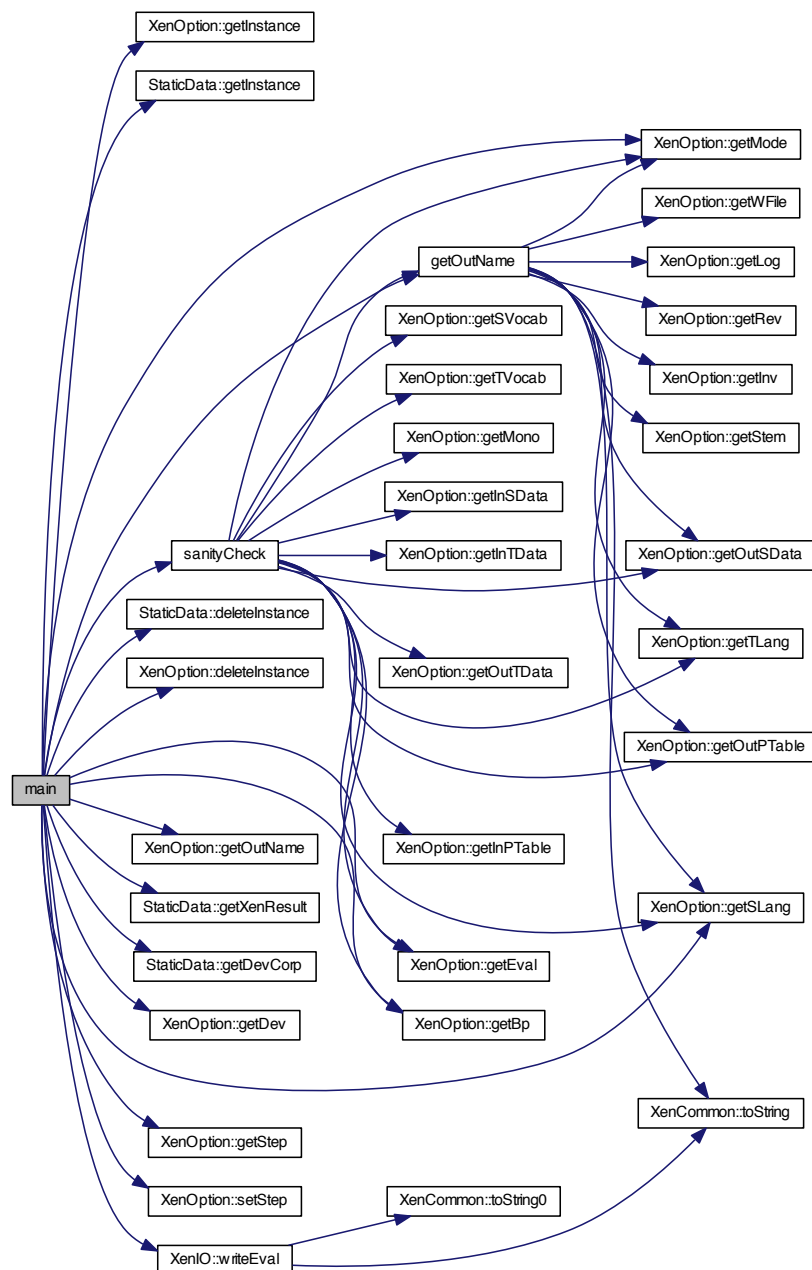 XenOption::getInstance
StaticData::getInstance
XenOption::getMode
XenOption::getWFile
getOutName
XenOption::getLog
XenOption::getRev
XenOption::getSVocab
XenOption::getInv
XenOption::getTVocab
XenOption::getStem
XenOption::getMono
XenOption::getInSData
sanityCheck
XenOption::getInTData
XenOption::getOutSData
StaticData::deleteInstance
XenOption::getTLang
XenOption::deleteInstance
XenOption::getOutTData
XenOption::getOutPTable
main
XenOption::getOutName
XenOption::getInPTable
StaticData::getXenResult
XenOption::getSLang
StaticData::getDevCorp
XenOption::getEval
XenOption::getDev
XenOption::getBp
XenCommon::toString
XenOption::getStep
XenOption::setStep
XenCommon::toString0
XenIO::writeEval